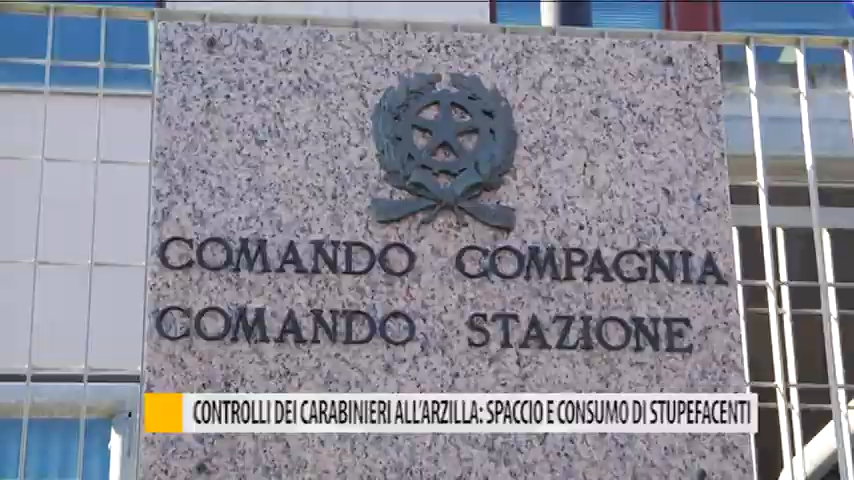 COMANDO COMPAGNIA
COMANDO STAZIONE
CONTROLLI DEI CARABINIERI ALL'ARZILLA: SPACCIO E CONSUMO DI STUPEFACENTI